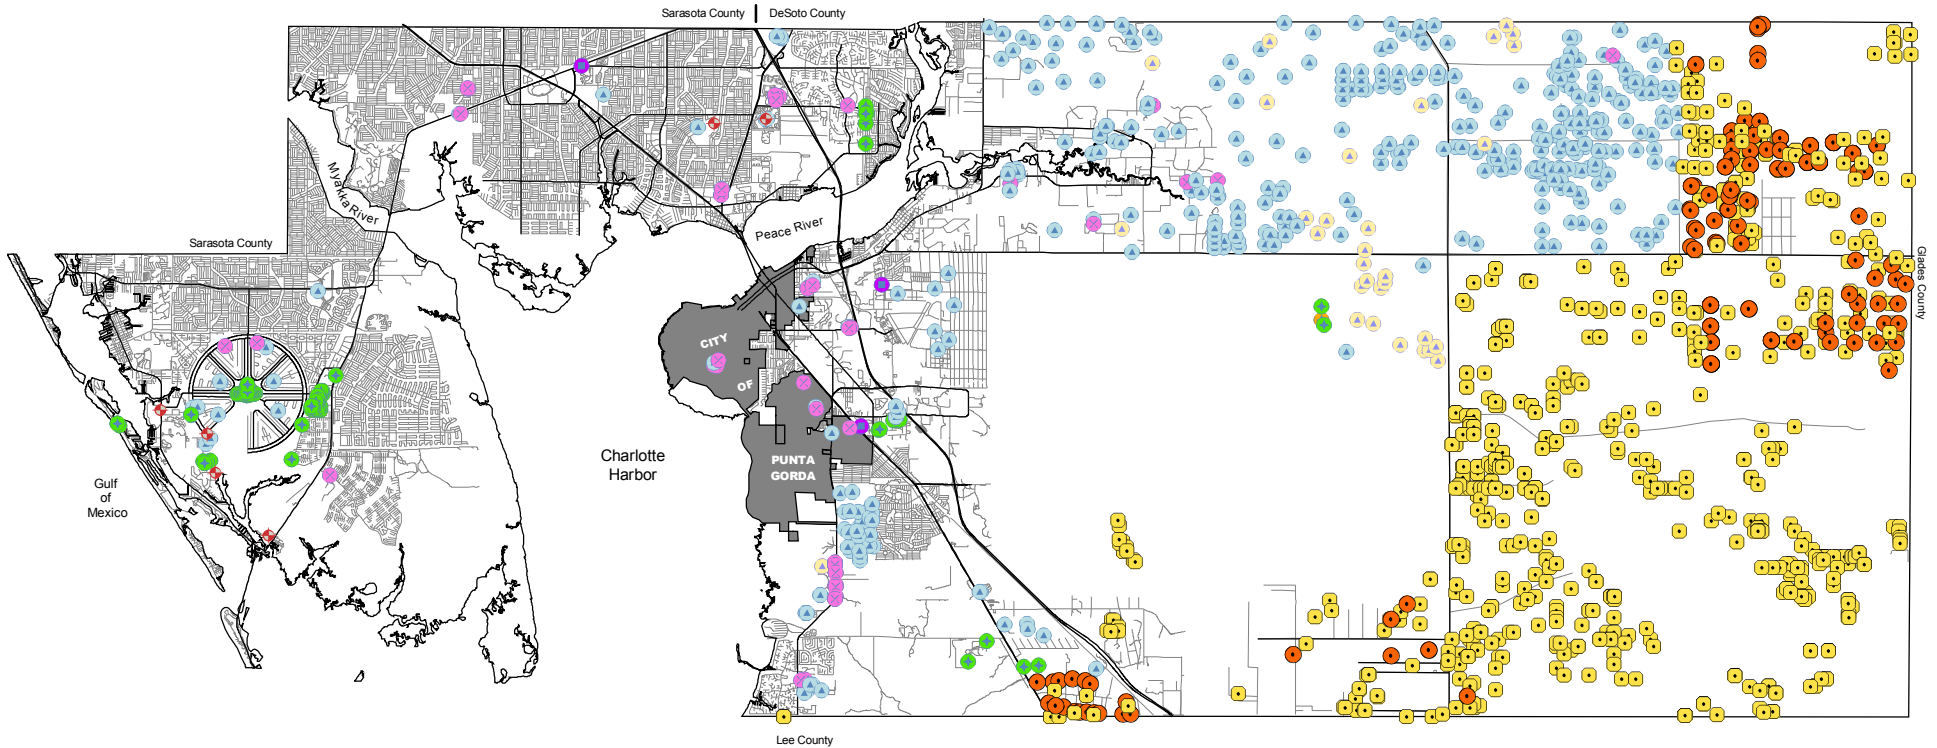 Sarasota County
DeSoto County
Myakka River
Peace River
Sarasota County
Glades County
CITY
OF
PUNTA
GORDA
Charlotte
Harbor
Gulf
of
Mexico
Lee County